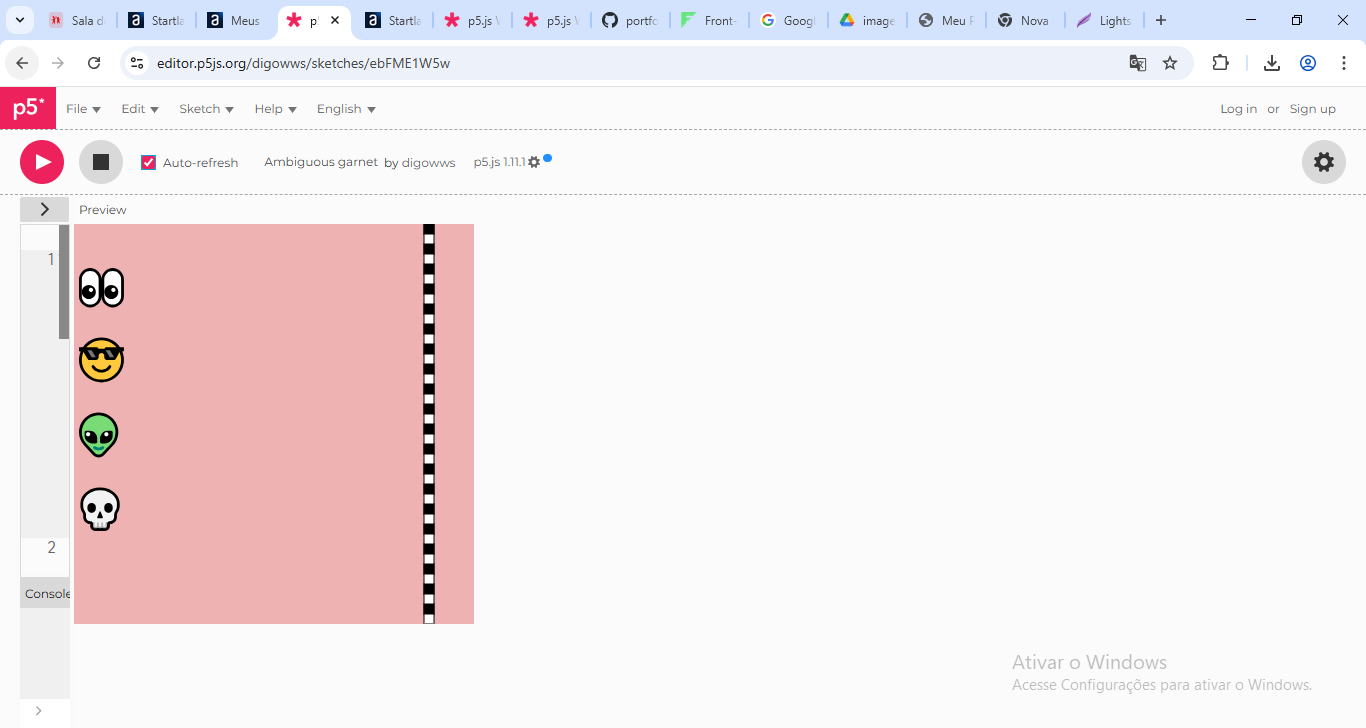 Sala d
Startla
Meus
p
Startla
p5.js
p5.js
portfo
Front-
Googl
image
Meu
Nova
Lights
editor.p5js.org/digowws/sketches/ebFME1W5w
p5* File Edit Sketch Help English Log in or Sign up
Auto-refresh Ambiguous garnet by digowws p5.js 1.11.1
Preview
1
2
Console
Ativar o Windows
Acesse Configurações para ativar o Windows.